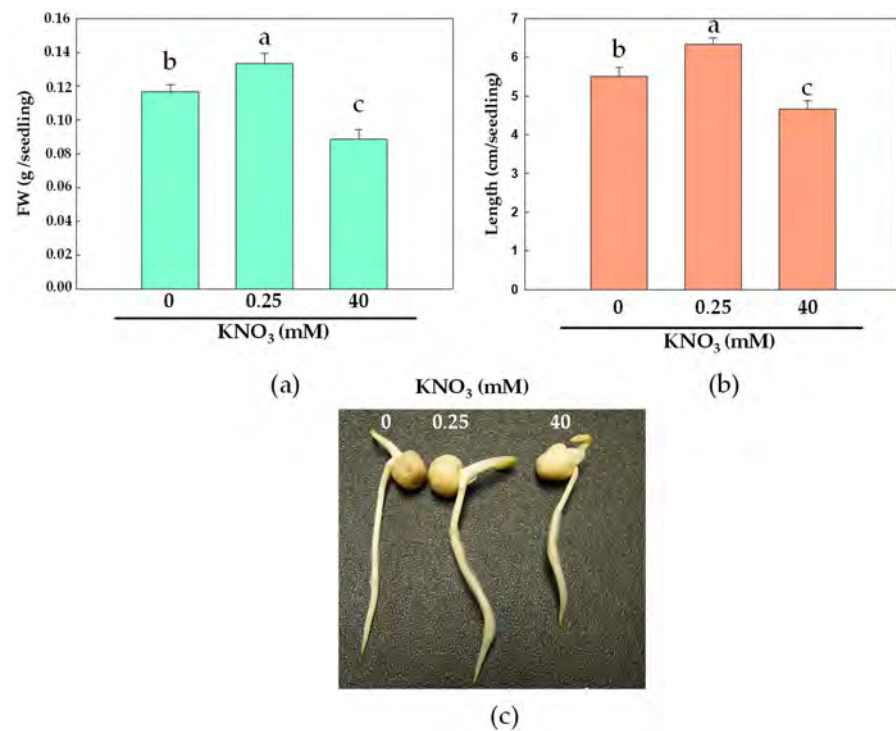 0.16
0.14
0.12
0.10
0.08
0.06
0.04
0.02
0.00
FW (g /seedling)
b
a
c
0
0.25
40
KNO₃ (mM)
(a)
7
6
5
4
3
2
1
0
Length (cm/seedling)
b
a
c
0
0.25
40
KNO₃ (mM)
(b)
KNO₃ (mM)
0
0.25
40
(c)